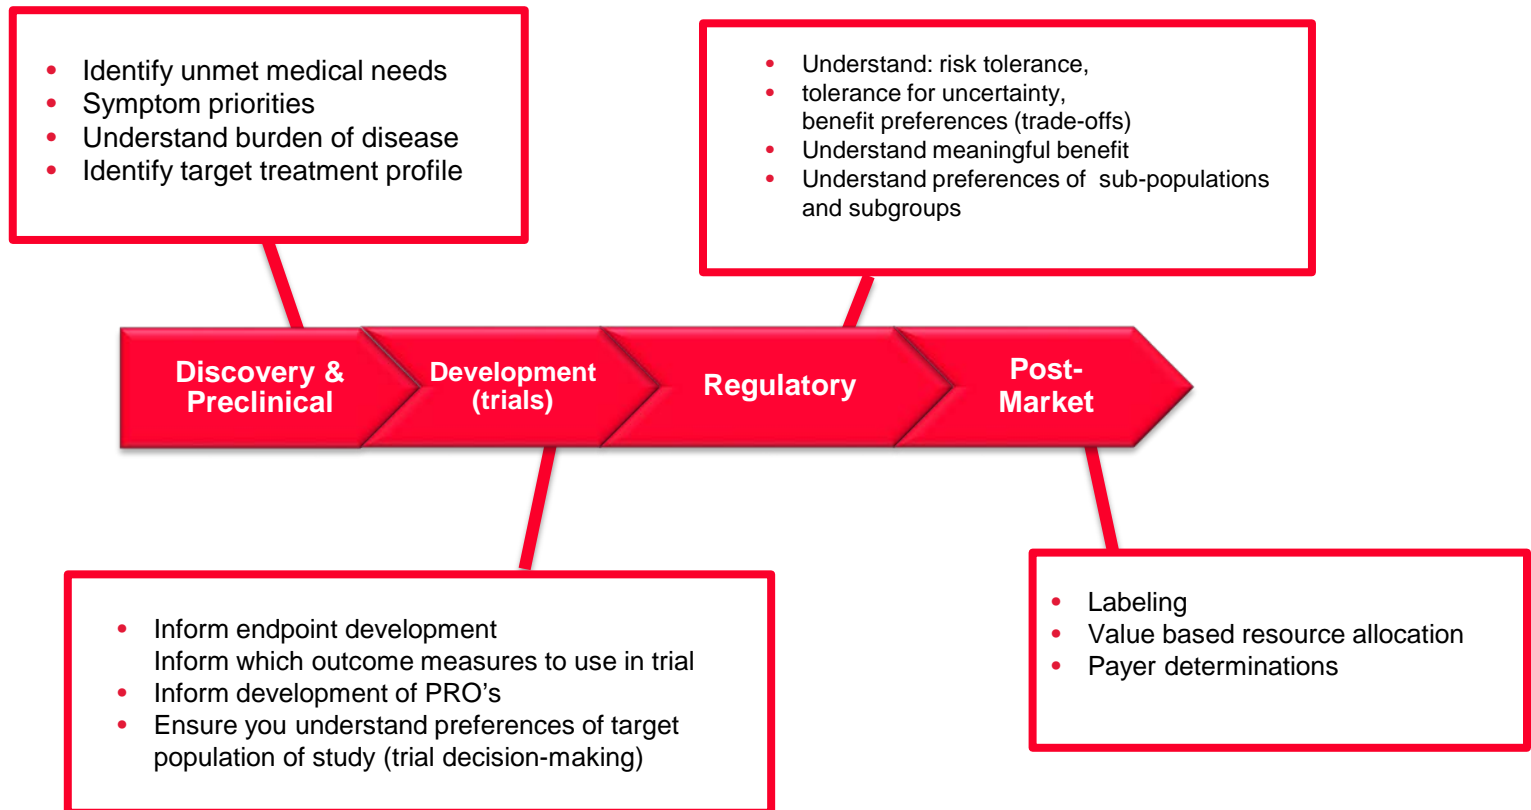 • Identify unmet medical needs
• Symptom priorities
• Understand burden of disease
• Identify target treatment profile
• Understand: risk tolerance,
• tolerance for uncertainty,
benefit preferences (trade-offs)
• Understand meaningful benefit
• Understand preferences of sub-populations
and subgroups
Discovery &
Preclinical
Development
(trials)
Regulatory
Post-
Market
• Inform endpoint development
Inform which outcome measures to use in trial
• Inform development of PRO’s
• Ensure you understand preferences of target
population of study (trial decision-making)
• Labeling
• Value based resource allocation
• Payer determinations